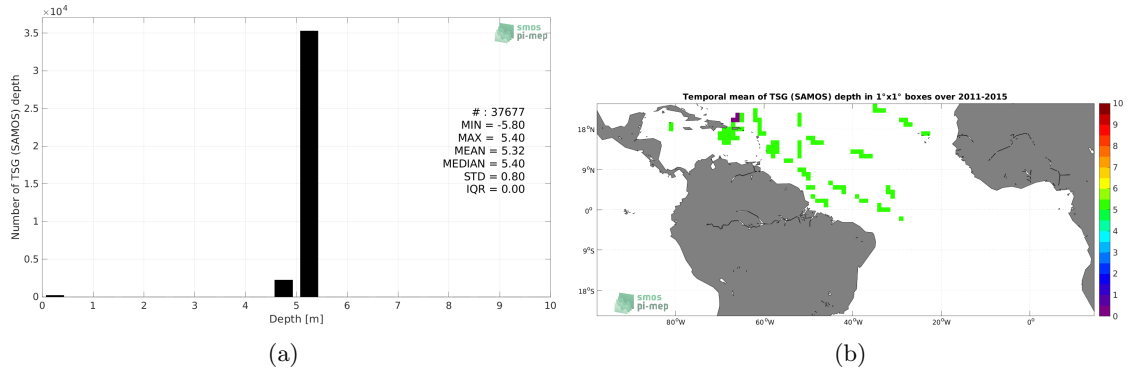 ×10⁴
3.5
3
2.5
2
1.5
1
0.5
0
0 1 2 3 4 5 6 7 8 9 10
Number of TSG (SAMOS) depth
Depth [m]
smos
pi-mep
# : 37677
MIN = -5.80
MAX = 5.40
MEAN = 5.32
MEDIAN = 5.40
STD = 0.80
IQR = 0.00
(a)
Temporal mean of TSG (SAMOS) depth in 1°x1° boxes over 2011-2015
18°N
9°N
0°
9°S
18°S
80°W 60°W 40°W 20°W 0°
smos
pi-mep
10
9
8
7
6
5
4
3
2
1
0
(b)